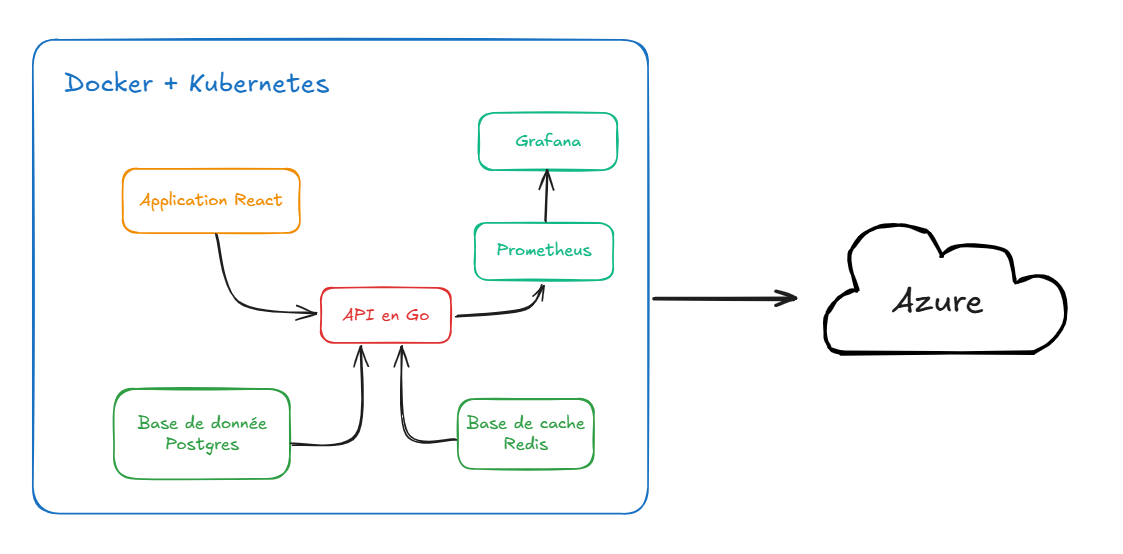 Docker + Kubernetes
Grafana
Application React
Prometheus
API en Go
Azure
Base de donnée
Postgres
Base de cache
Redis